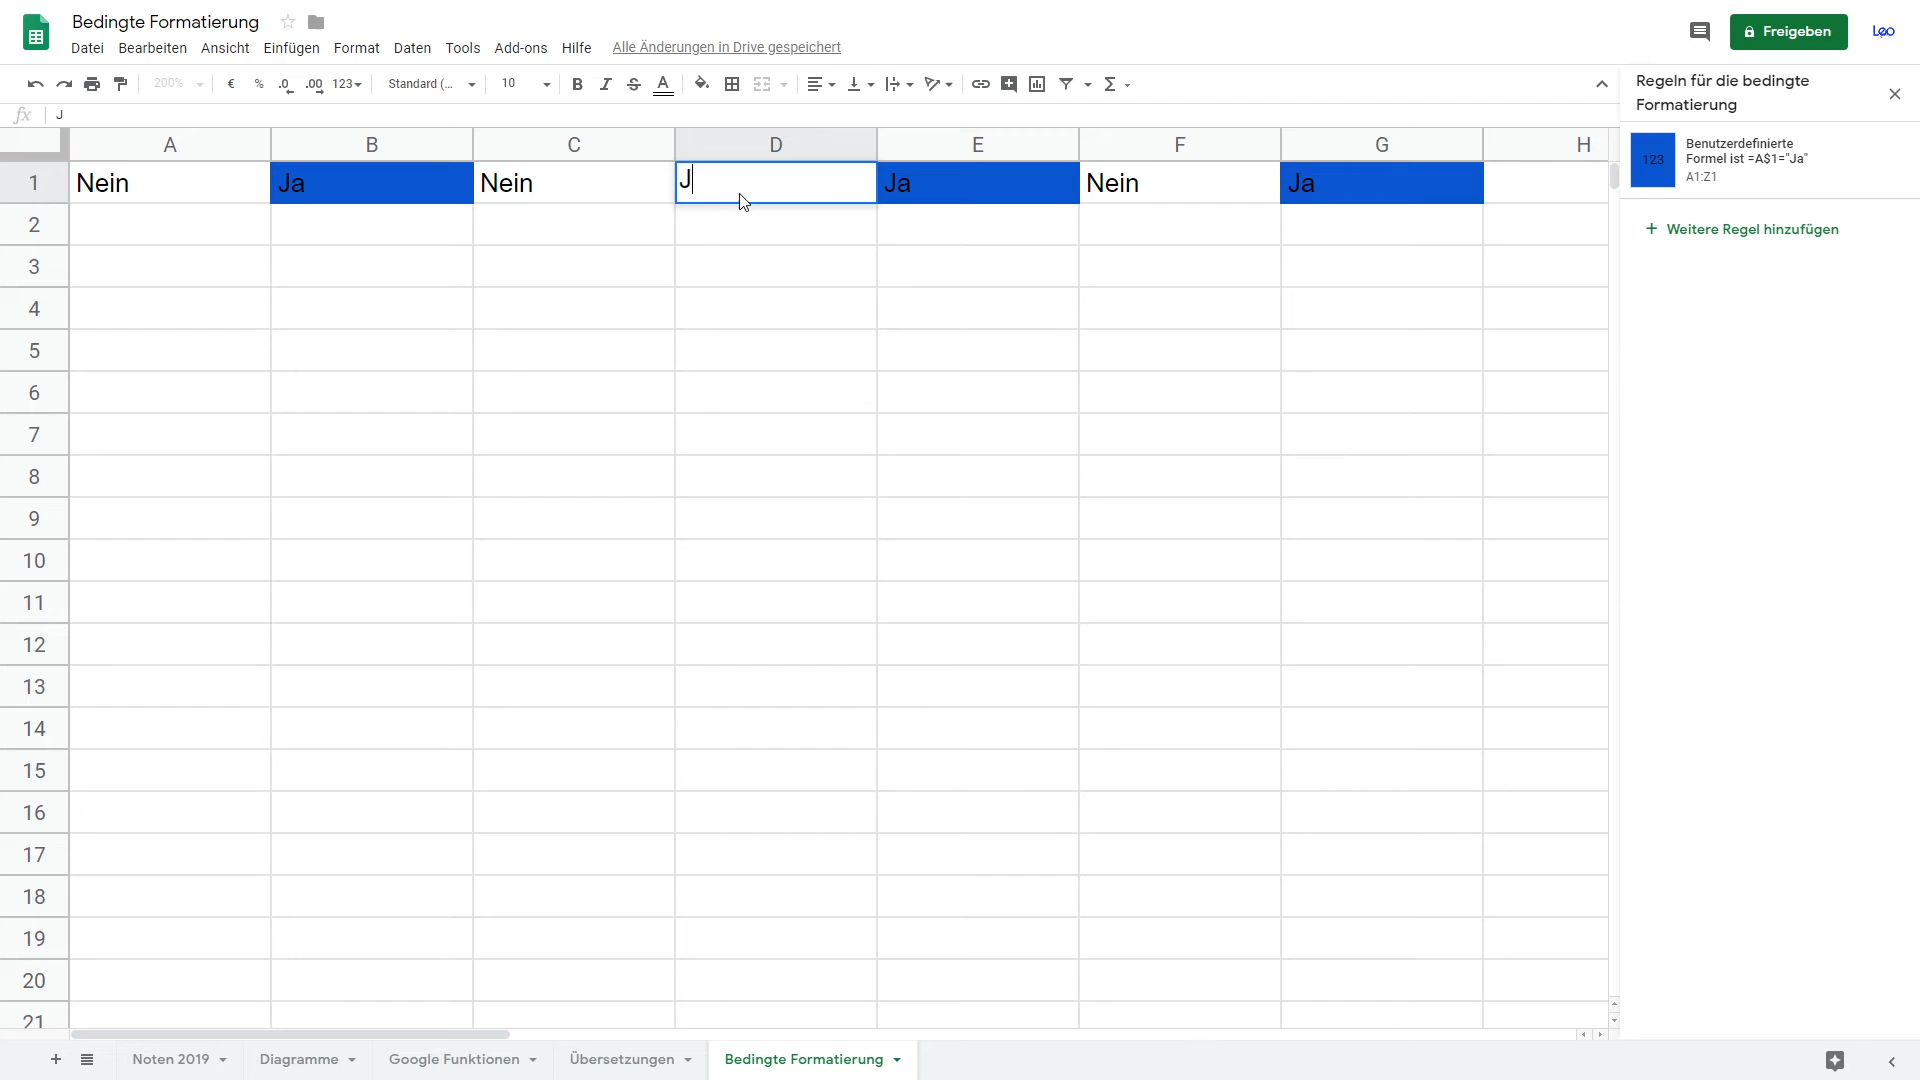 Bedingte Formatierung
Datei Bearbeiten Ansicht Einfügen Format Daten Tools Add-ons Hilfe Alle Änderungen in Drive gespeichert
Freigeben
Leo
200% € % .0 .00 123 Standard (... 10 B I S A Σ
Regeln für die bedingte
Formatierung
fx J
A B C D E F G H
1 Nein Ja Nein J Ja Nein Ja
2
3
4
5
6
7
8
9
10
11
12
13
14
15
16
17
18
19
20
21
123
Benutzerdefinierte
Formel ist =A$1="Ja"
A1:Z1
+ Weitere Regel hinzufügen
+ Noten 2019 Diagramme Google Funktionen Übersetzungen Bedingte Formatierung